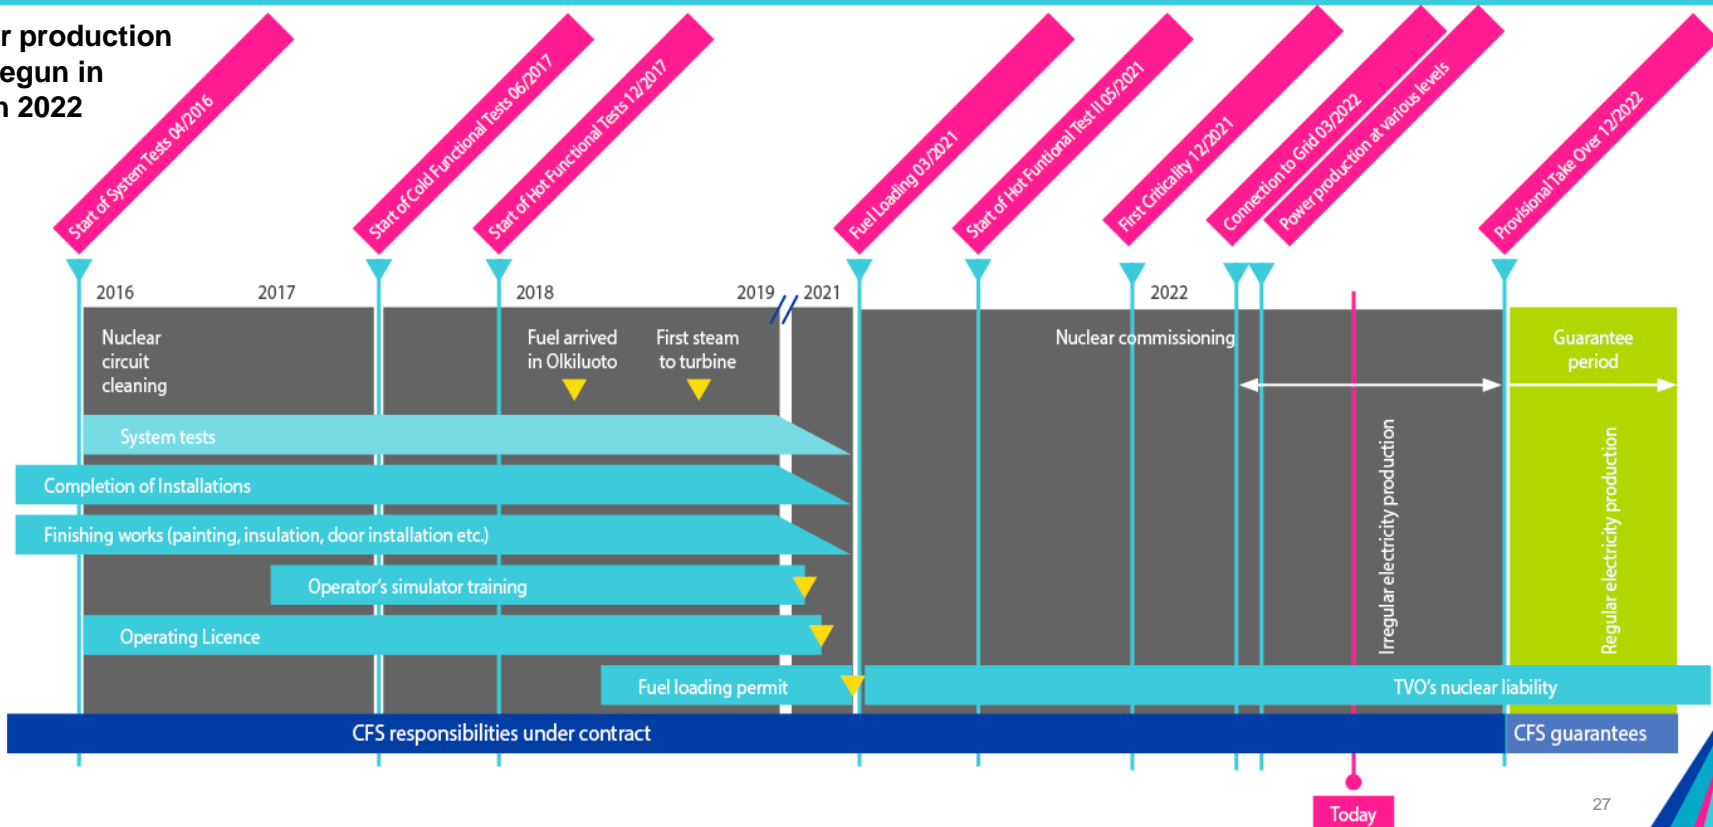 r production
egun in
n 2022
Start of System Tests 04/2016
Start of Cold Functional Tests 06/2017
Start of Hot Functional Tests 12/2017
Fuel Loading 03/2021
Start of Hot Funtional Test II 05/2021
First Criticality 12/2021
Connection to Grid 03/2022
Power production at various levels
Provisional Take Over 12/2022
2016
2017
2018
2019
2021
2022
Nuclear
circuit
cleaning
Fuel arrived
in Olkiluoto
First steam
to turbine
Nuclear commissioning
Guarantee
period
System tests
Completion of Installations
Finishing works (painting, insulation, door installation etc.)
Operator's simulator training
Operating Licence
Fuel loading permit
Irregular electricity production
Regular electricity production
TVO's nuclear liability
CFS responsibilities under contract
CFS guarantees
Today
27